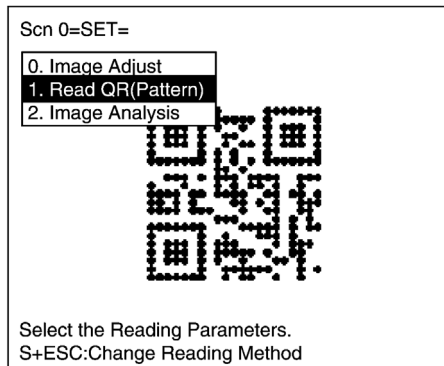 Scn 0=SET=
0. Image Adjust
1. Read QR(Pattern)
2. Image Analysis
Select the Reading Parameters.
S+ESC:Change Reading Method